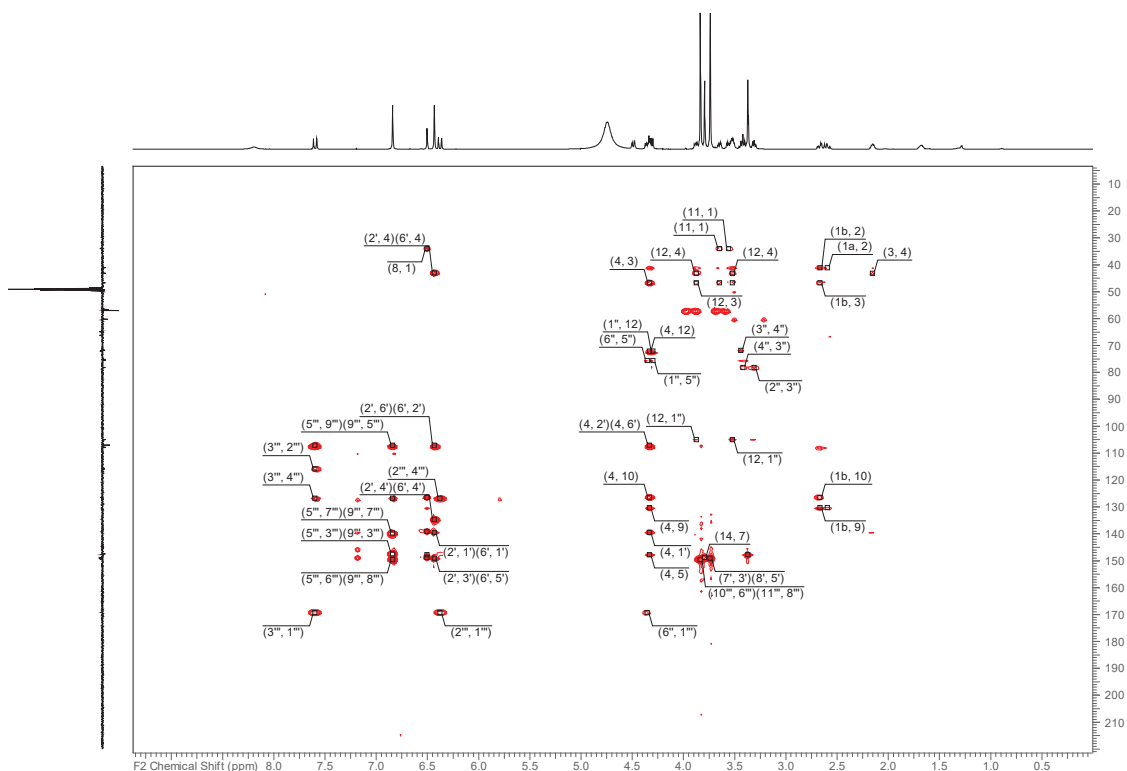 (11, 1)
(11, 1)
(2', 4)(6', 4)
(8, 1)
(1b, 2)
(1a, 2)
(4, 3)
(12, 4)
(12, 4)
(3, 4)
(12, 3)
(1b, 3)
(1", 12)
(4, 12)
(3", 4")
(6", 5")
(4", 3")
(1", 5")
(2", 3")
(2', 6')(6', 2')
(5''', 9''')(9''', 5''')
(4, 2')(4, 6')
(12, 1")
(3''', 2''')
(12, 1")
(2''', 4''')
(3''', 4''')
(2', 4')(6', 4')
(4, 10)
(1b, 10)
(5''', 7''')(9''', 7''')
(4, 9)
(1b, 9)
(5''', 3''')(9''', 3''')
(14, 7)
(2', 1')(6', 1')
(4, 1')
(5''', 6''')(9''', 8''')
(2', 3')(6', 5')
(4, 5)
(7', 3')(8', 5')
(10''', 6''')(11''', 8''')
(3''', 1''')
(2''', 1''')
(6", 1''')
10
20
30
40
50
60
70
80
90
100
110
120
130
140
150
160
170
180
190
200
210
F2 Chemical Shift (ppm) 8.0 7.5 7.0 6.5 6.0 5.5 5.0 4.5 4.0 3.5 3.0 2.5 2.0 1.5 1.0 0.5